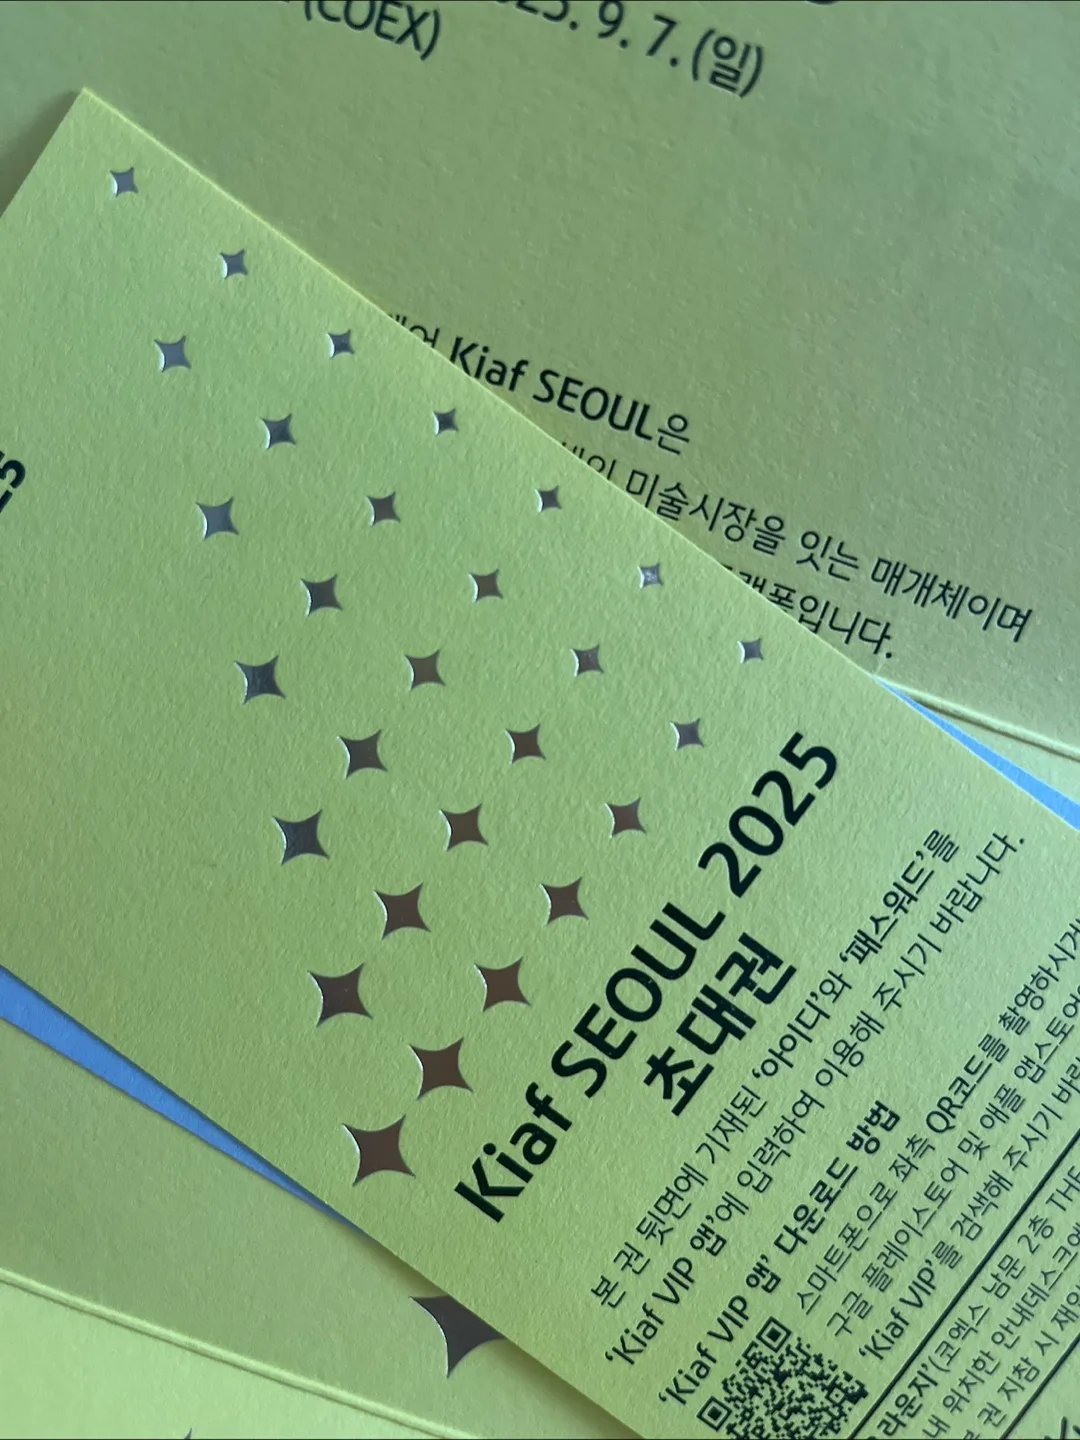 (COEX)
2025. 9. 7. (일)
Kiaf SEOUL은
미술시장을 잇는 매개체이며
플랫폼입니다.
Kiaf SEOUL 2025
초대권
본 권 뒷면에 기재된 ‘아이디’와 ‘패스워드’를
‘Kiaf VIP 앱’에 입력하여 이용해 주시기 바랍니다.
‘Kiaf VIP 앱’ 다운로드 방법
스마트폰으로 좌측 QR코드를 촬영하시거
구글 플레이스토어 및 애플 앱스토어
‘Kiaf VIP’를 검색해 주시기 바
라운지’(코엑스 남문 2층 THE
내 위치한 안내데스크에
권 지참 시 재입